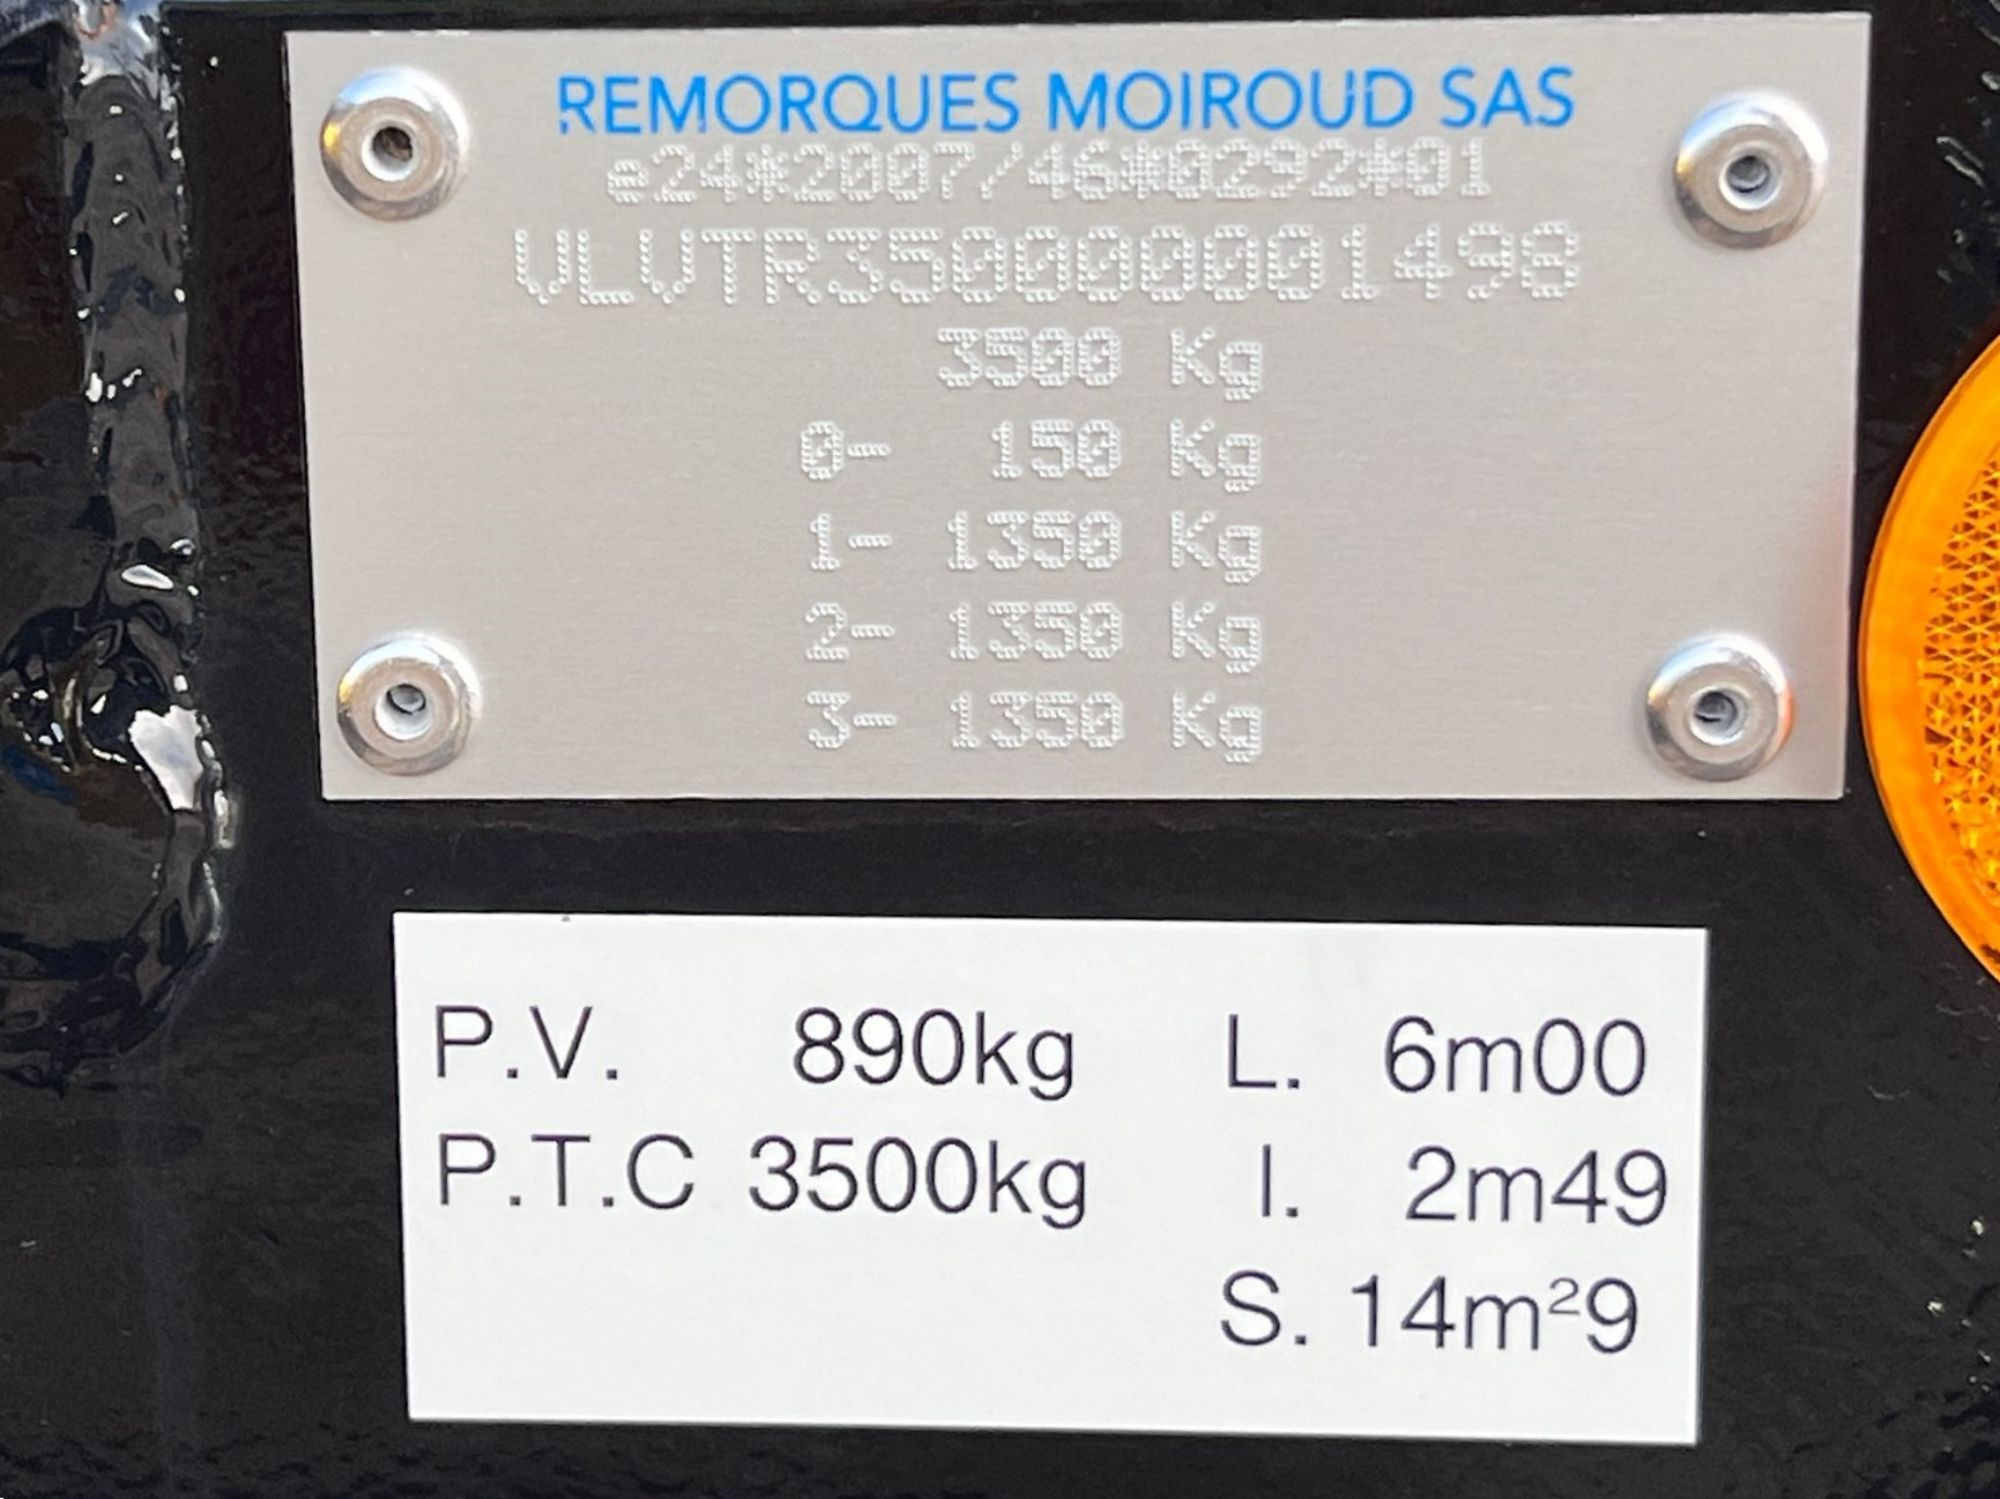 REMORQUES MOIROUD SAS
e24*2007/46*0292*01
VLVTR3500000001498
3500 Kg
0- 150 Kg
1- 1350 Kg
2- 1350 Kg
3- 1350 Kg
P.V. 890kg L. 6m00
P.T.C 3500kg l. 2m49
S. 14m²9